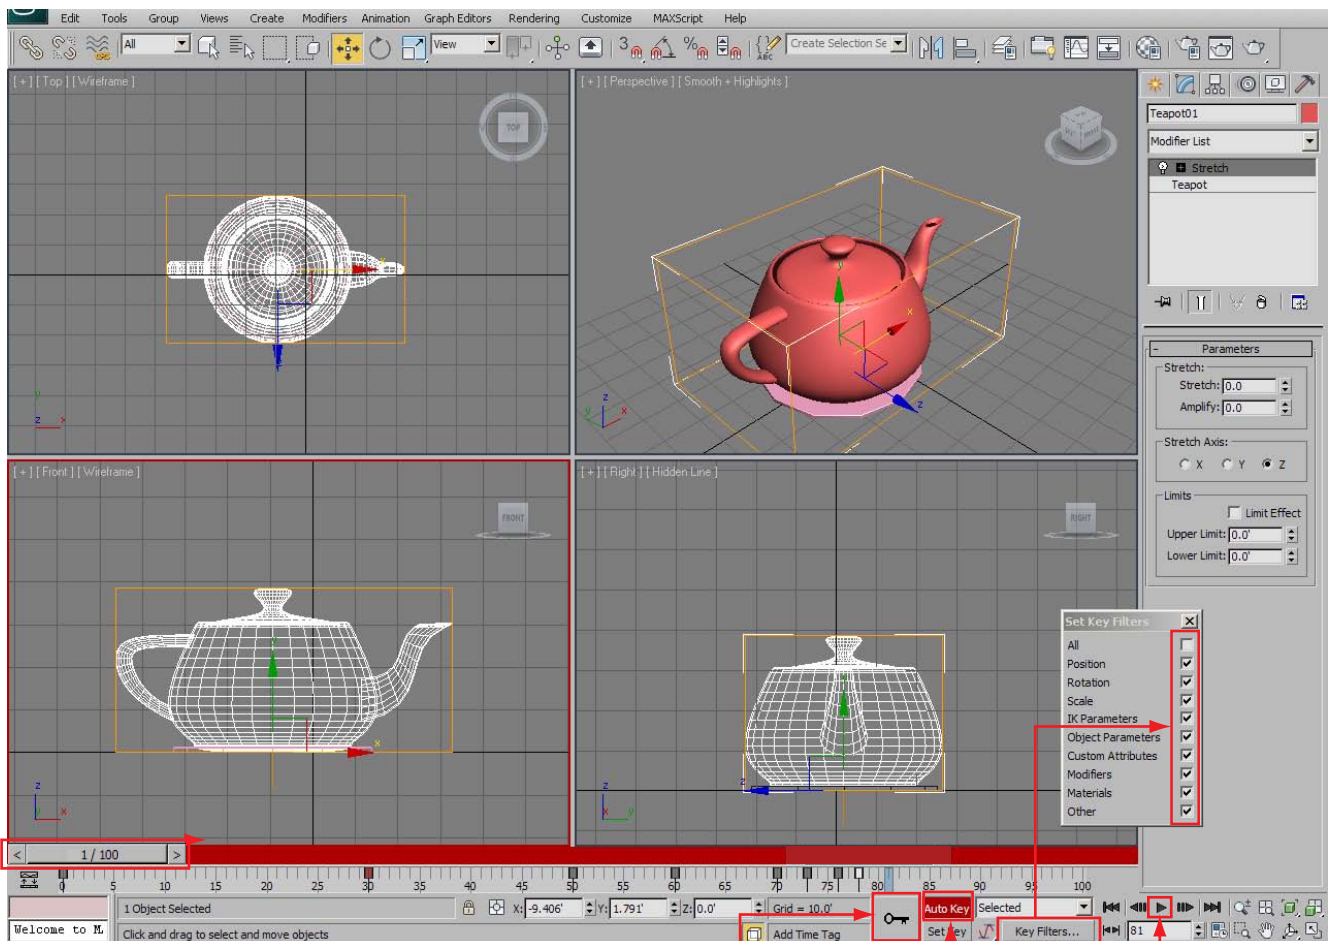 Edit Tools Group Views Create Modifiers Animation Graph Editors Rendering Customize MAXScript Help
All View 3 % ABC Create Selection Se
[ + ] [ Top ] [ Wireframe ]
TOP
[ + ] [ Perspective ] [ Smooth + Highlights ]
Teapot01
Modifier List
Stretch
Teapot
Parameters
Stretch:
Stretch: 0.0
Amplify: 0.0
Stretch Axis:
X Y Z
Limits
Limit Effect
Upper Limit: 0.0'
Lower Limit: 0.0'
[ + ] [ Front ] [ Wireframe ]
FRONT
[ + ] [ Right ] [ Hidden Line ]
RIGHT
Set Key Filters
All
Position
Rotation
Scale
IK Parameters
Object Parameters
Custom Attributes
Modifiers
Materials
Other
< 1 / 100 >
0 5 10 15 20 25 30 35 40 45 50 55 60 65 70 75 80 85 90 95 100
1 Object Selected X: -9.406' Y: 1.791' Z: 0.0' Grid = 10.0' Auto Key Selected
Welcome to M Click and drag to select and move objects Add Time Tag Set Key Key Filters... 81